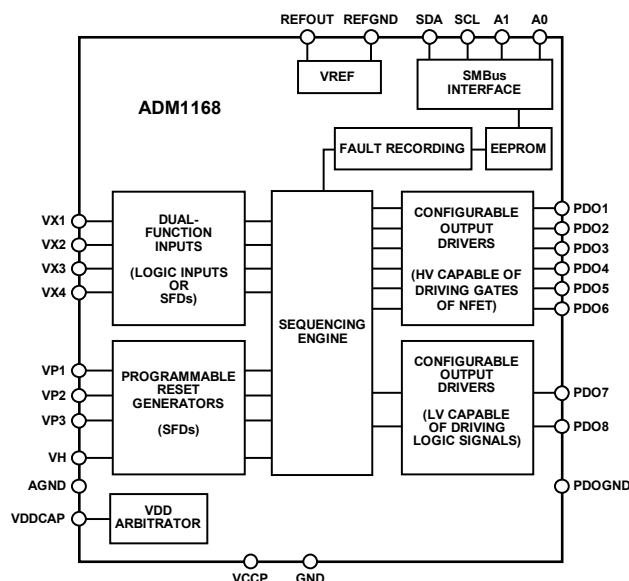 REFOUT REFGND SDA SCL A1 A0
VREF
SMBus
INTERFACE
ADM1168
FAULT RECORDING
EEPROM
VX1
VX2
VX3
VX4
DUAL-
FUNCTION
INPUTS
(LOGIC INPUTS
OR
SFDs)
SEQUENCING
ENGINE
CONFIGURABLE
OUTPUT
DRIVERS
(HV CAPABLE OF
DRIVING GATES
OF NFET)
PDO1
PDO2
PDO3
PDO4
PDO5
PDO6
VP1
VP2
VP3
VH
PROGRAMMABLE
RESET
GENERATORS
(SFDs)
CONFIGURABLE
OUTPUT
DRIVERS
(LV CAPABLE
OF DRIVING
LOGIC SIGNALS)
PDO7
PDO8
AGND
PDOGND
VDDCAP
VDD
ARBITRATOR
VCCP GND